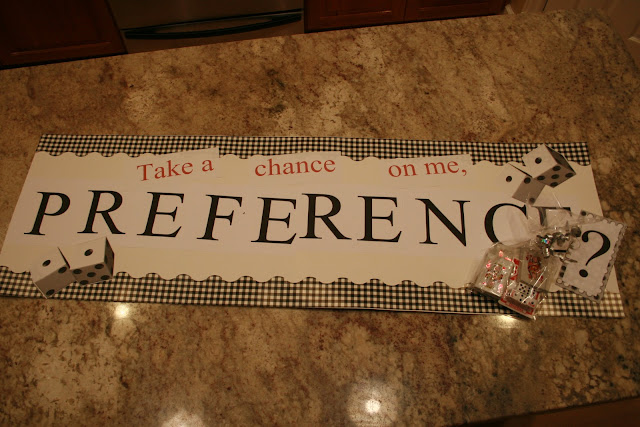 Take a chance on me,
PREFERENCE?